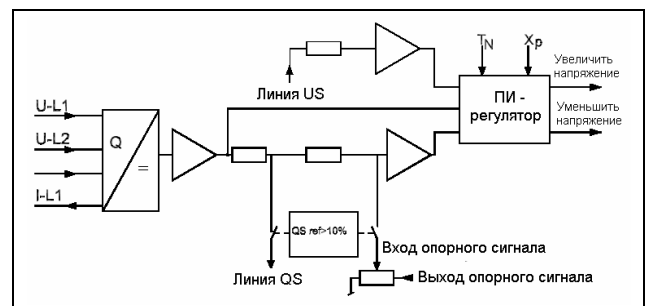 T_N
X_p
Увеличить
напряжение
Линия US
ПИ -
регулятор
Уменьшить
напряжение
U-L1
U-L2
Q
=
I-L1
QS ref>10%
Вход опорного сигнала
Линия QS
Выход опорного сигнала